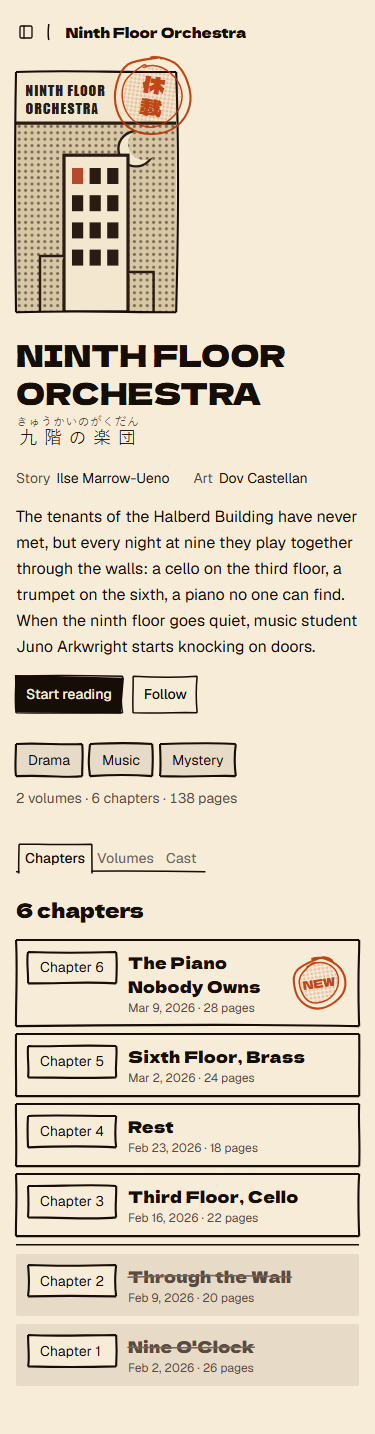 Ninth Floor Orchestra
NINTH FLOOR
ORCHESTRA
休
載
NINTH FLOOR
ORCHESTRA
きゅうかいのがくだん
九階の楽団
Story Ilse Marrow-Ueno Art Dov Castellan
The tenants of the Halberd Building have never
met, but every night at nine they play together
through the walls: a cello on the third floor, a
trumpet on the sixth, a piano no one can find.
When the ninth floor goes quiet, music student
Juno Arkwright starts knocking on doors.
Start reading Follow
Drama Music Mystery
2 volumes · 6 chapters · 138 pages
Chapters Volumes Cast
6 chapters
Chapter 6
The Piano
Nobody Owns
Mar 9, 2026 · 28 pages
NEW
Chapter 5
Sixth Floor, Brass
Mar 2, 2026 · 24 pages
Chapter 4
Rest
Feb 23, 2026 · 18 pages
Chapter 3
Third Floor, Cello
Feb 16, 2026 · 22 pages
Chapter 2
Through the Wall
Feb 9, 2026 · 20 pages
Chapter 1
Nine O'Clock
Feb 2, 2026 · 26 pages